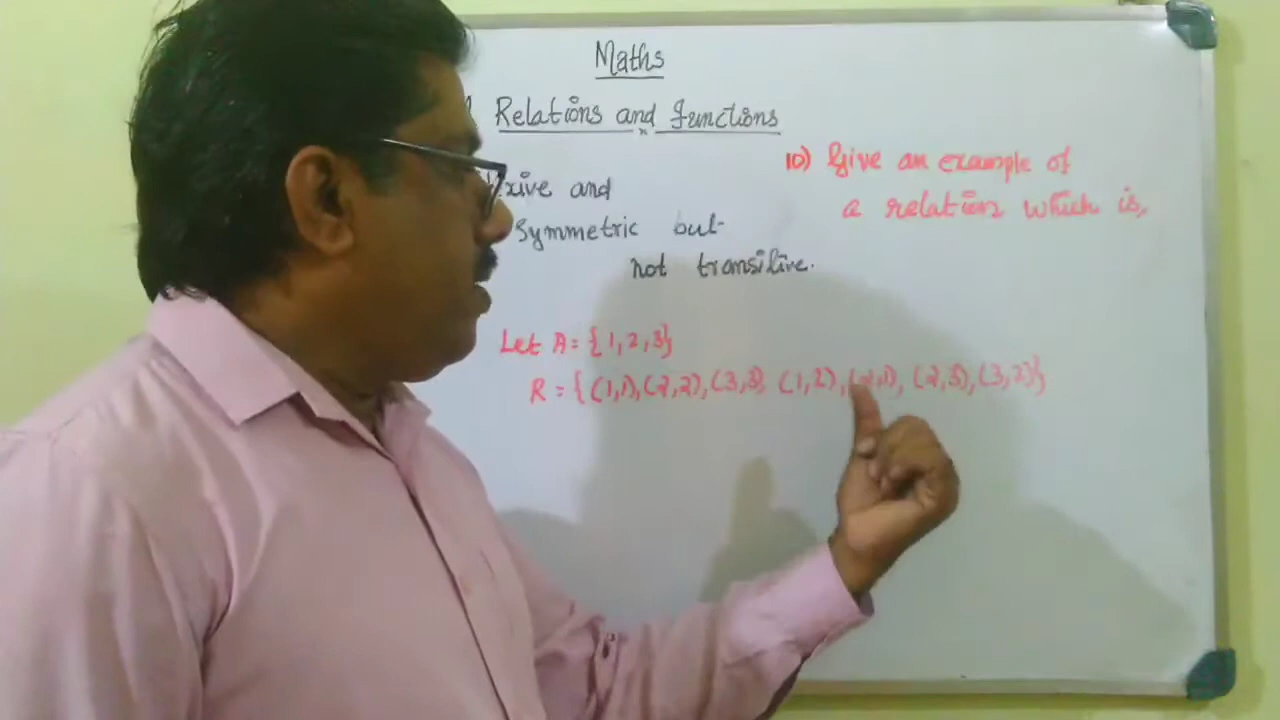 Maths
Relations and Functions
10) Give an example of
a relation which is,
xive and
Symmetric but
not transitive.
Let A = {1,2,3}
R = {(1,1),(2,2),(3,3) (1,2),(2,1),(2,3),(3,2)}